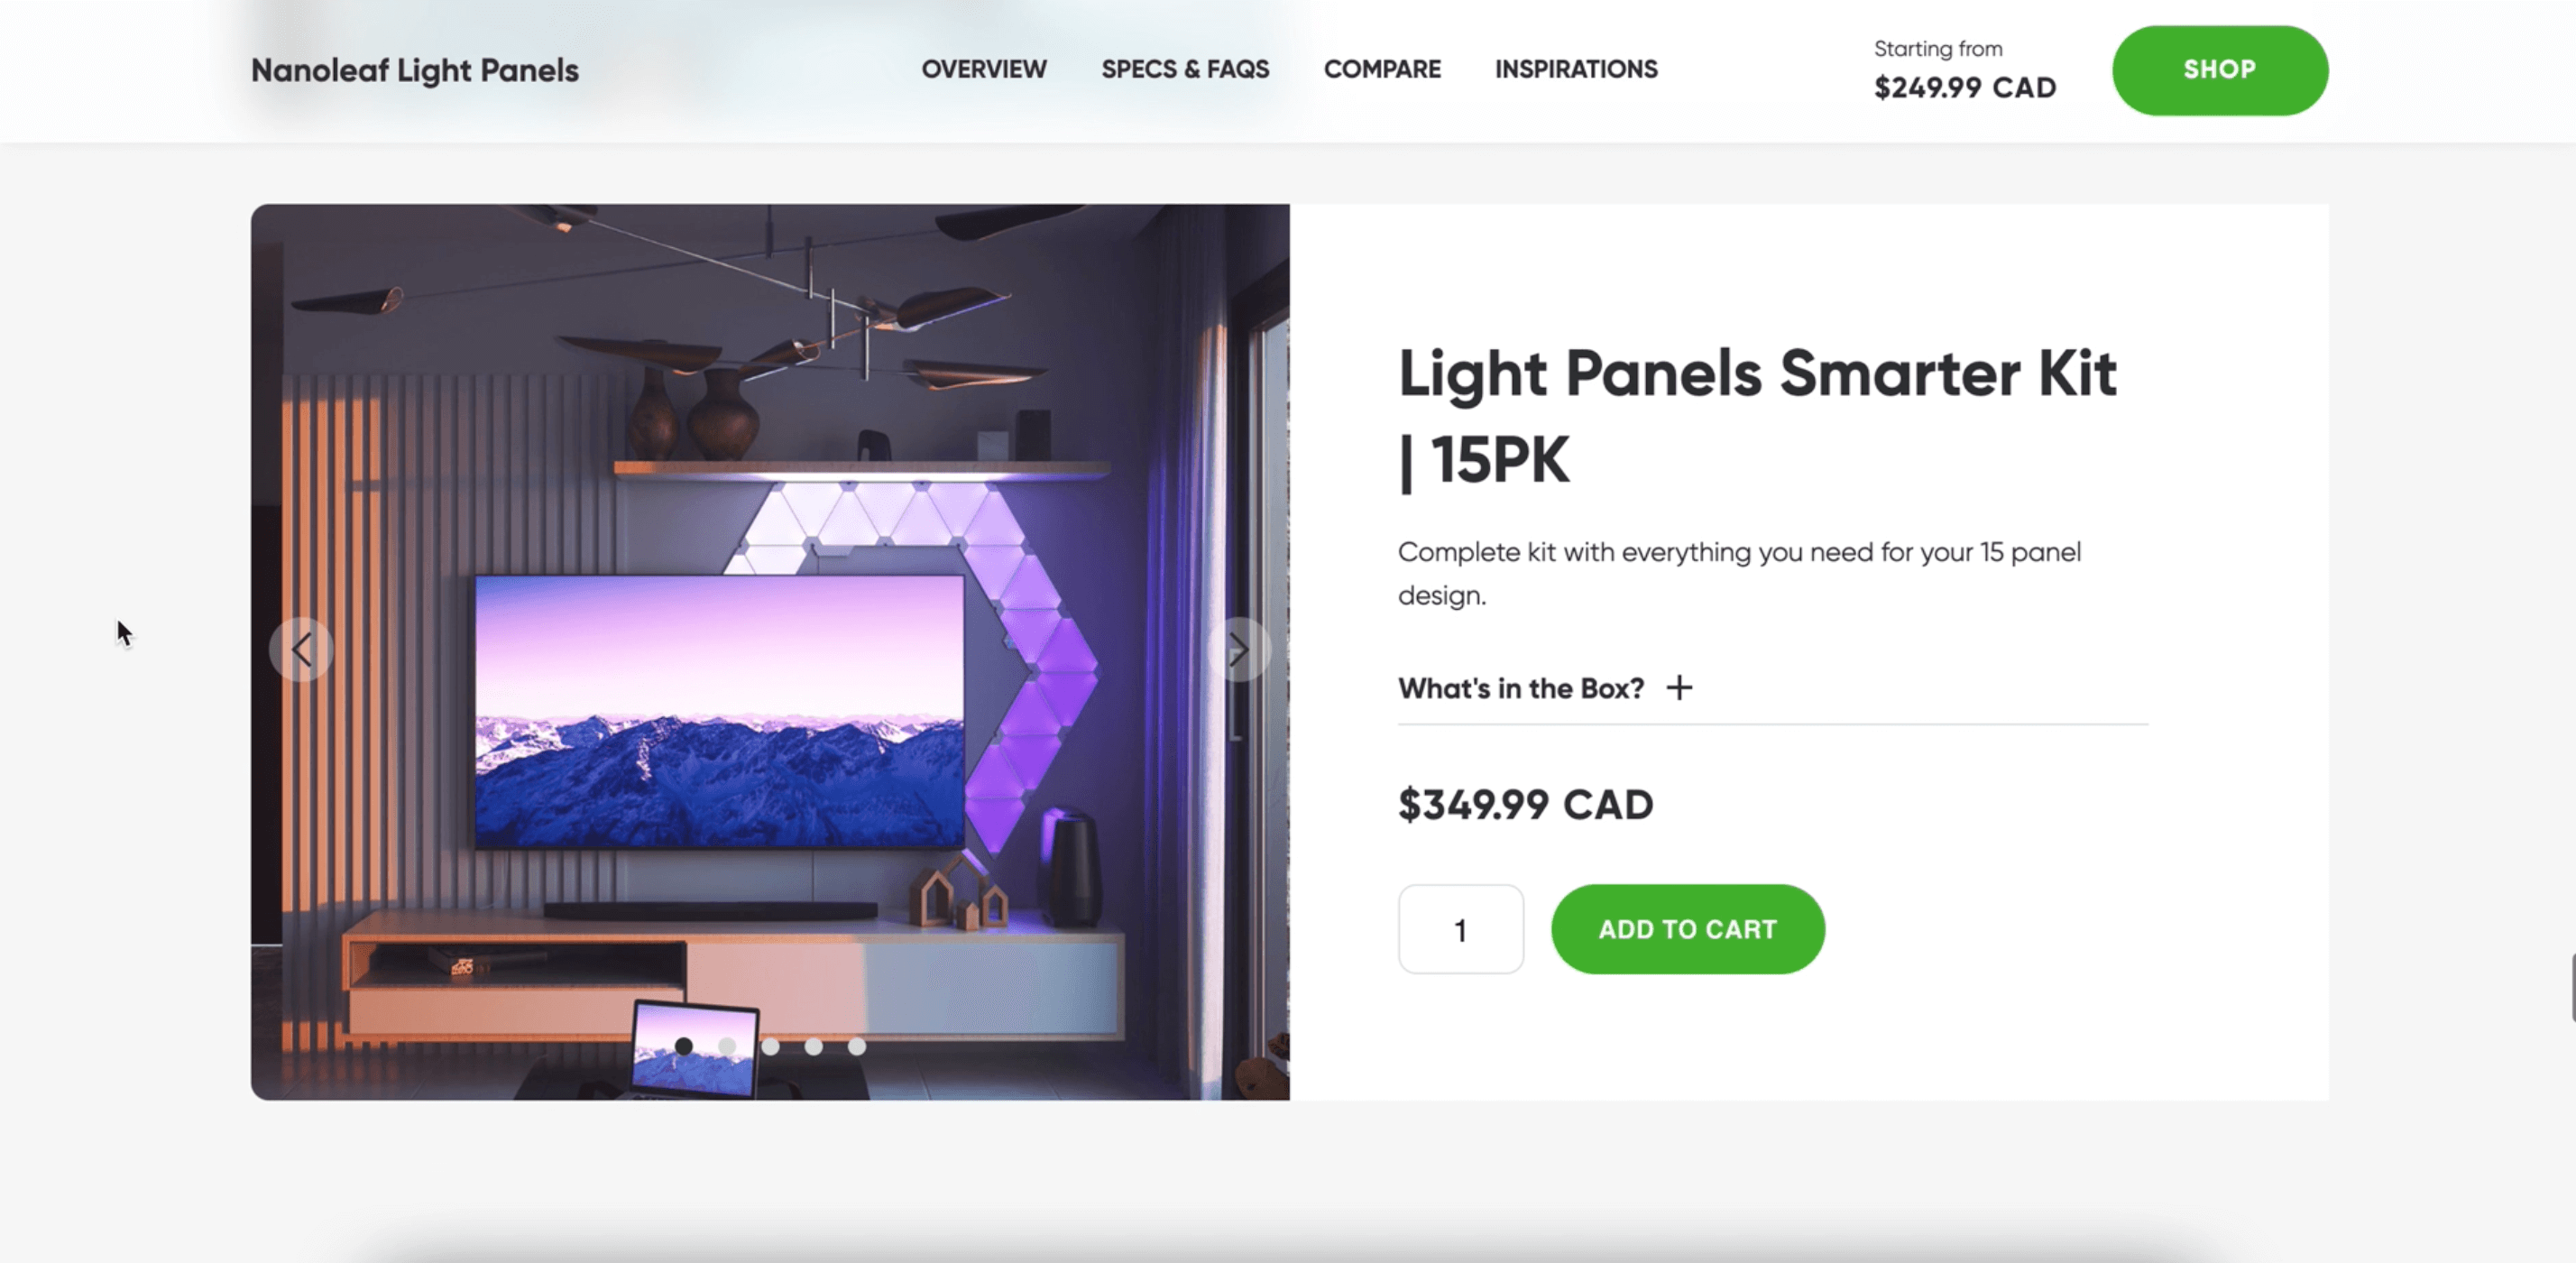 Nanoleaf Light Panels
OVERVIEW
SPECS & FAQS
COMPARE
INSPIRATIONS
Starting from
$249.99 CAD
SHOP
Light Panels Smarter Kit
| 15PK
Complete kit with everything you need for your 15 panel
design.
What's in the Box? +
$349.99 CAD
1
ADD TO CART